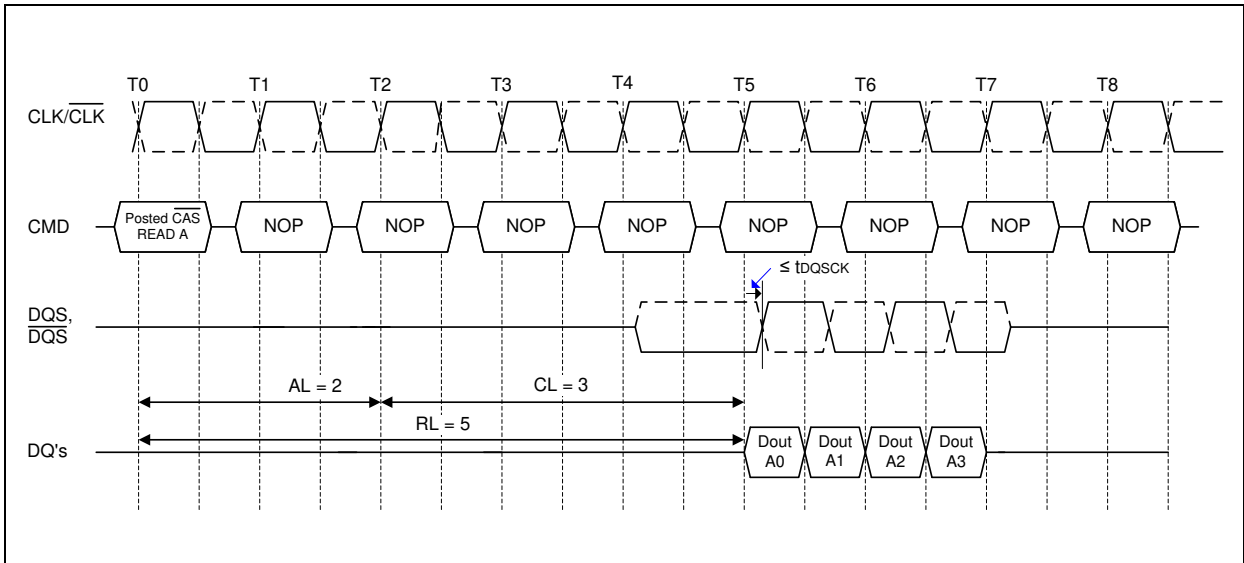 T0 T1 T2 T3 T4 T5 T6 T7 T8
CLK/CLK
CMD
Posted CAS
READ A
NOP NOP NOP NOP NOP NOP NOP NOP
≤ tDQSCK
DQS,
DQS
AL = 2
CL = 3
RL = 5
DQ's
Dout
A0
Dout
A1
Dout
A2
Dout
A3